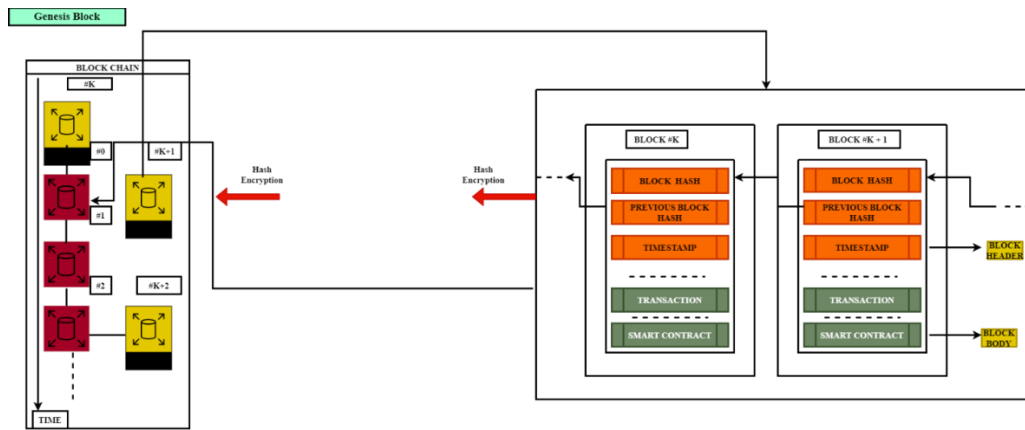 Genesis Block
BLOCK CHAIN
#K
#0
#K+1
#1
#2
#K+2
TIME
Hash
Encryption
Hash
Encryption
BLOCK #K
BLOCK HASH
PREVIOUS BLOCK
HASH
TIMESTAMP
TRANSACTION
SMART CONTRACT
BLOCK #K + 1
BLOCK HASH
PREVIOUS BLOCK
HASH
TIMESTAMP
TRANSACTION
SMART CONTRACT
BLOCK
HEADER
BLOCK
BODY